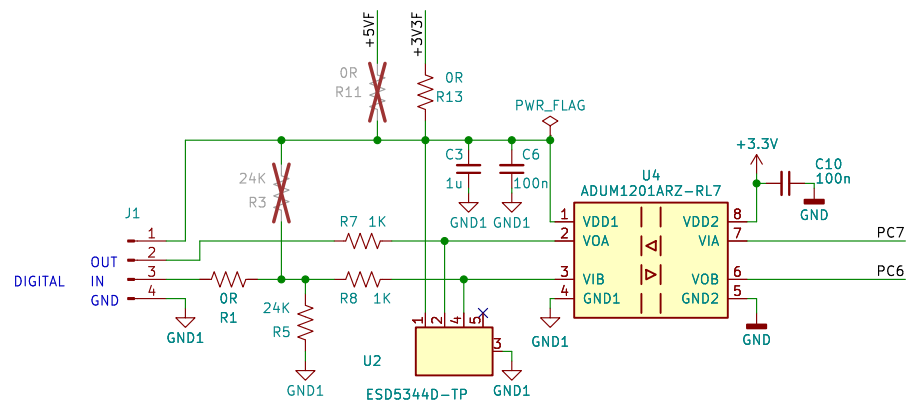 +5VF
+3V3F
0R
R11
0R
R13
PWR_FLAG
+3.3V
C3
1u
C6
100n
C10
100n
GND1
GND1
GND
24K
R3
U4
ADUM1201ARZ-RL7
J1
1
2
3
4
DIGITAL
OUT
IN
GND
R7 1K
R8 1K
0R
R1
24K
R5
GND1
GND1
1
2
3
4
VDD1
VOA
VIB
GND1
VDD2
VIA
VOB
GND2
8
7
6
5
PC7
PC6
GND1
GND
1
2
4
5
3
U2
ESD5344D-TP
GND1